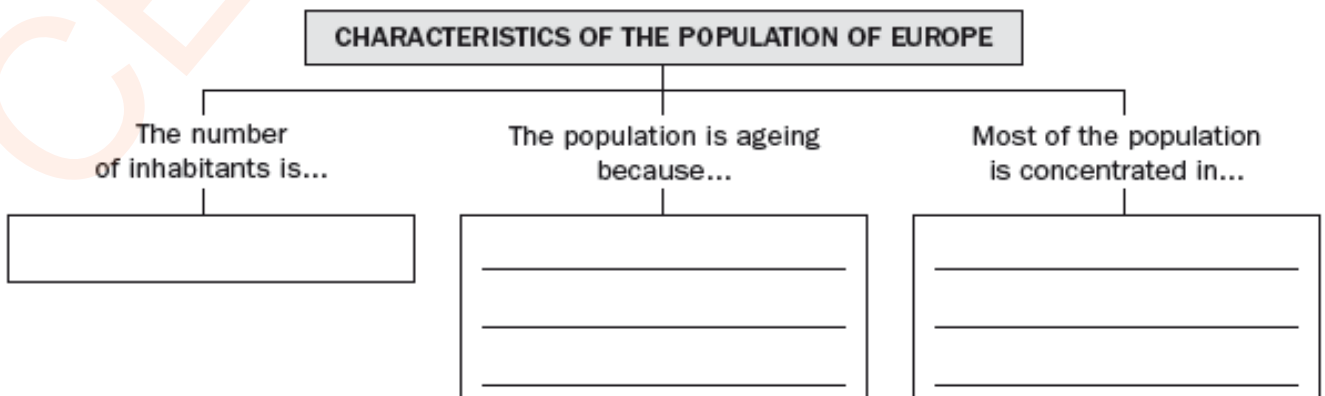 CHARACTERISTICS OF THE POPULATION OF EUROPE
The number
of inhabitants is...
The population is ageing
because...
Most of the population
is concentrated in...